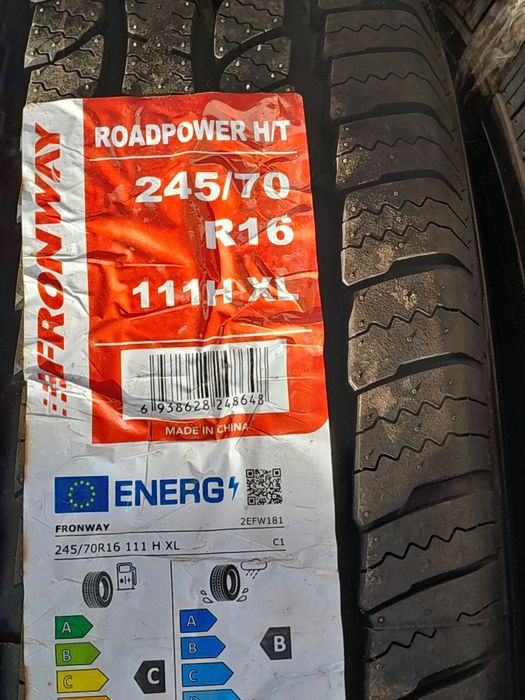 FRONWAY
ROADPOWER H/T
245/70
R16
111H XL
6 938628 248648
MADE IN CHINA
ENERG
FRONWAY 2EFW181
245/70R16 111 H XL C1
A A
B B B
C C C